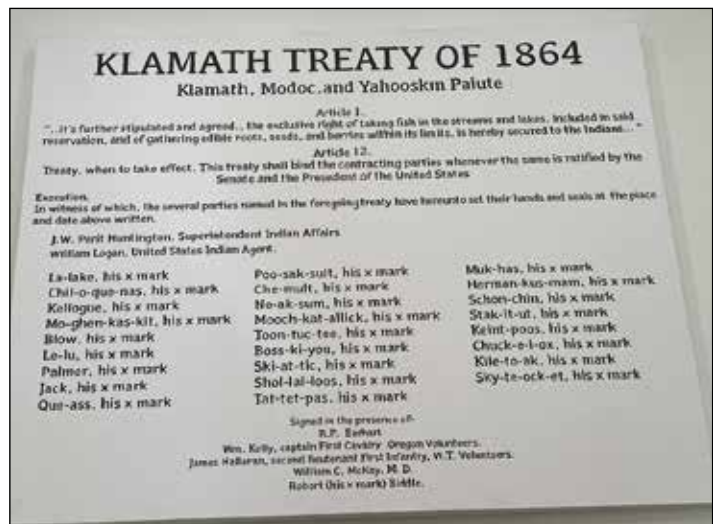 KLAMATH TREATY OF 1864
Klamath, Modoc, and Yahooskin Paiute
Article 1.
"...It's further stipulated and agreed... the exclusive right of taking fish in the streams and lakes, included in said
reservation, and of gathering edible roots, seeds, and berries within its limits, is hereby secured to the Indians... "
Article 12.
Treaty, when to take effect. This treaty shall bind the contracting parties whenever the same is ratified by the
Senate and the President of the United States
Execution.
In witness of which, the several parties named in the foregoing treaty have hereunto set their hands and seals at the place
and date above written.
J.W. Perit Huntington, Superintendent Indian Affairs
William Logan, United States Indian Agent.
La-lake, his x mark
Chil-o-que-nas, his x mark
Kellogue, his x mark
Mo-ghen-kas-kit, his x mark
Blow, his x mark
Le-lu, his x mark
Palmer, his x mark
Jack, his x mark
Que-ass, his x mark
Poo-sak-sult, his x mark
Che-mult, his x mark
No-ak-sum, his x mark
Mooch-kat-allick, his x mark
Toon-tuc-tee, his x mark
Boss-ki-you, his x mark
Ski-at-tic, his x mark
Shol-lal-loos, his x mark
Tat-tet-pas, his x mark
Muk-has, his x mark
Herman-kus-mam, his x mark
Schon-chin, his x mark
Stak-it-ut, his x mark
Keint-poos, his x mark
Chuck-e-i-ox, his x mark
Kile-to-ak, his x mark
Sky-te-ock-et, his x mark
Signed in the presence of-
R.P. Earhart
Wm. Kelly, captain First Cavalry Oregon Volunteers.
James Halloran, second lieutenant First Infantry, W.T. Volunteers.
William C. McKay, M. D.
Robert (his x mark) Biddle.